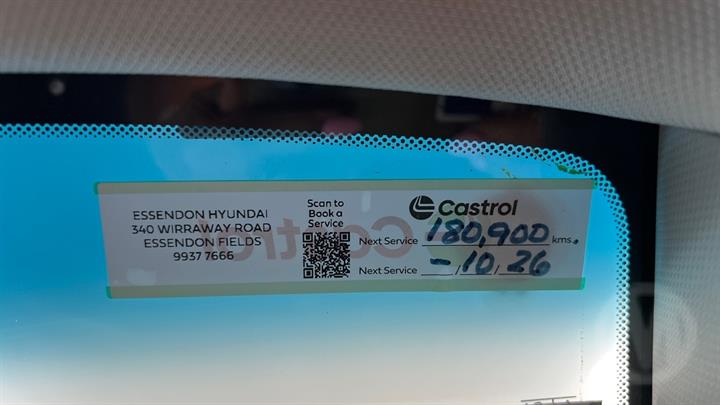 ESSENDON HYUNDAI
340 WIRRAWAY ROAD
ESSENDON FIELDS
9937 7666
Scan to
Book a
Service
Castrol
Next Service 180,900 kms.
Next Service - / 10 / 26